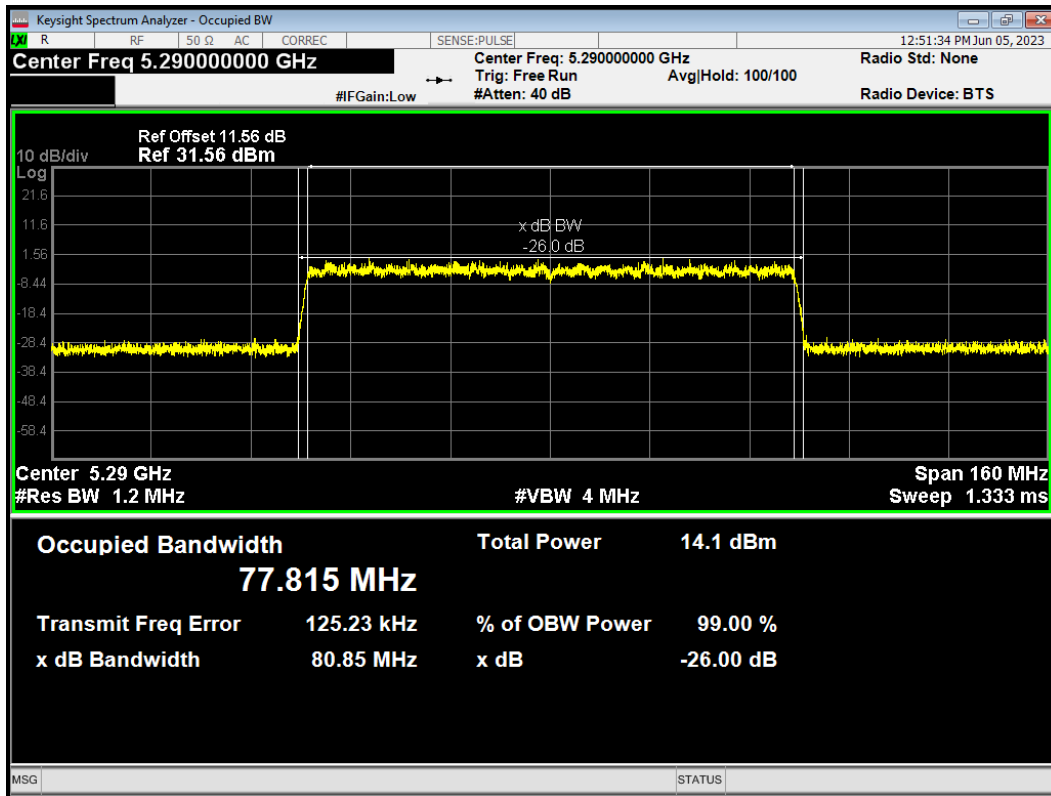 Keysight Spectrum Analyzer - Occupied BW
LXI R RF 50 Ω AC CORREC SENSE:PULSE 12:51:34 PM Jun 05, 2023
Center Freq 5.290000000 GHz
Center Freq: 5.290000000 GHz
Radio Std: None
Trig: Free Run Avg|Hold: 100/100
#IFGain:Low #Atten: 40 dB Radio Device: BTS
Ref Offset 11.56 dB
10 dB/div Ref 31.56 dBm
Log
21.6
11.6
x dB BW
-26.0 dB
1.56
-8.44
-18.4
-28.4
-38.4
-48.4
-58.4
Center 5.29 GHz Span 160 MHz
#Res BW 1.2 MHz #VBW 4 MHz Sweep 1.333 ms
Occupied Bandwidth Total Power 14.1 dBm
77.815 MHz
Transmit Freq Error 125.23 kHz % of OBW Power 99.00 %
x dB Bandwidth 80.85 MHz x dB -26.00 dB
MSG STATUS